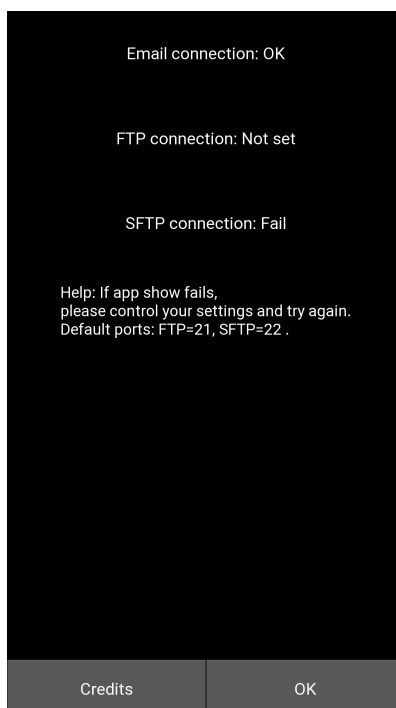 Email connection: OK
FTP connection: Not set
SFTP connection: Fail
Help: If app show fails,
please control your settings and try again.
Default ports: FTP=21, SFTP=22 .
Credits
OK